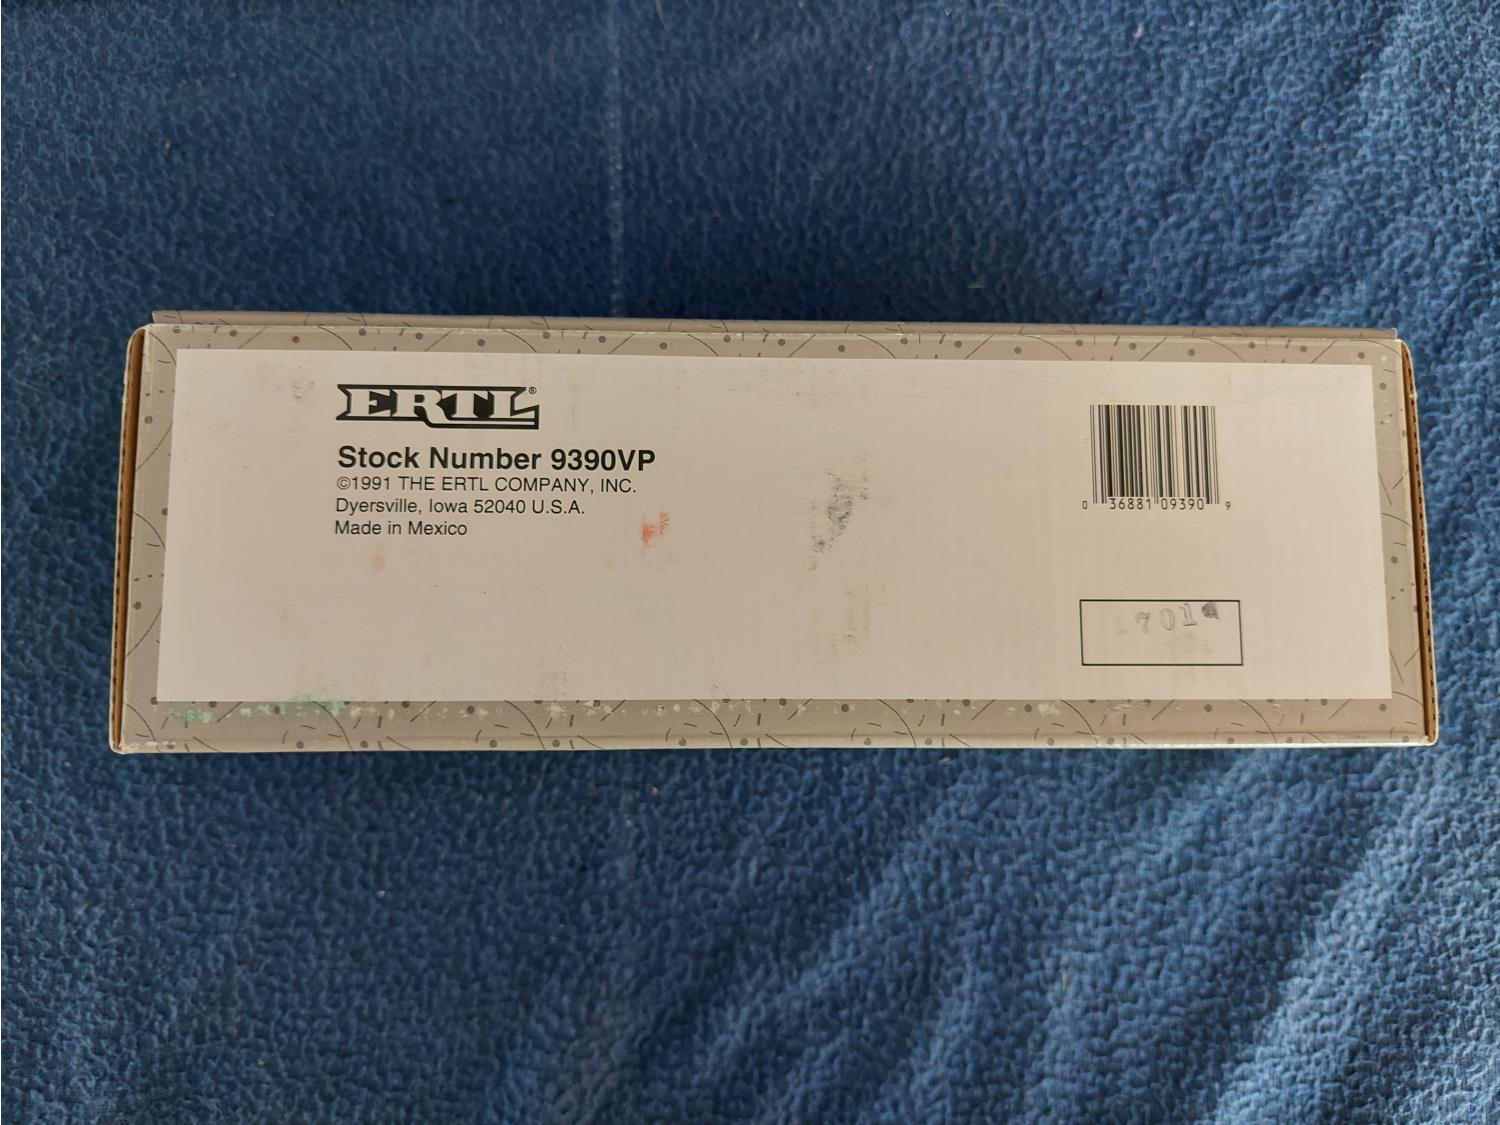 ERTL®
Stock Number 9390VP
©1991 THE ERTL COMPANY, INC.
Dyersville, Iowa 52040 U.S.A.
Made in Mexico
0 36881 09390 9
1701